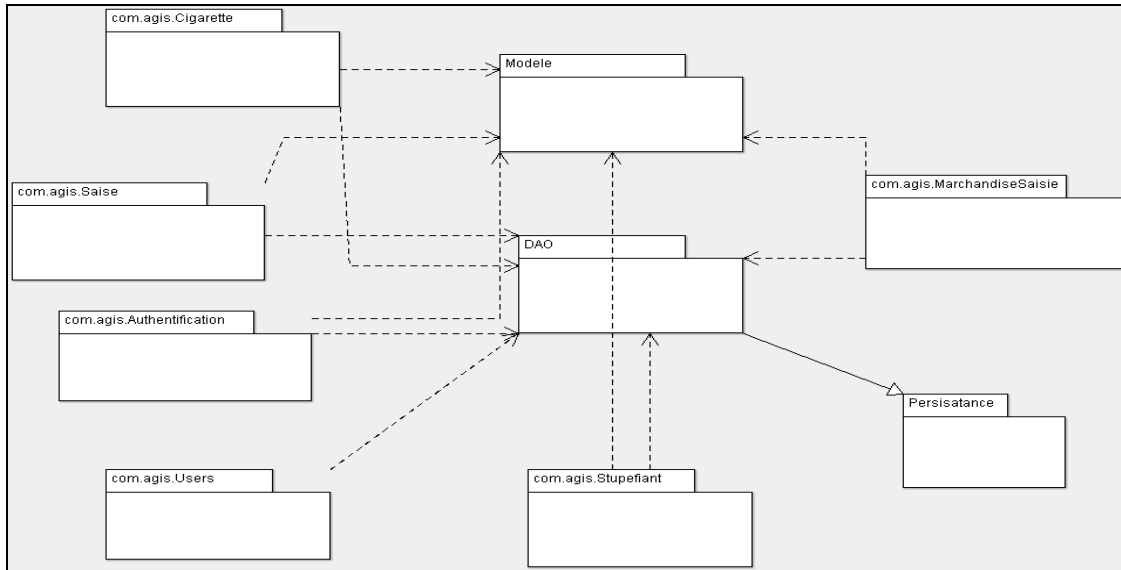 com.agis.Cigarette
Modele
com.agis.Saise
com.agis.MarchandiseSaisie
DAO
com.agis.Authentification
Persisatance
com.agis.Users
com.agis.Stupefiant